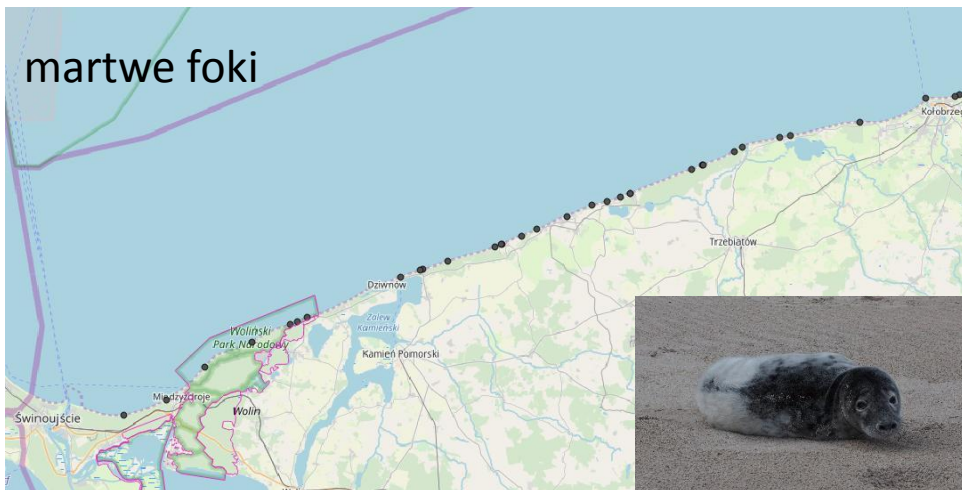 martwe foki
Kołobrzeg
Trzebiatów
Dziwnów
Zalew
Kamieński
Woliński
Park Narodowy
Kamień Pomorski
Międzyzdroje
Wolin
Świnoujście